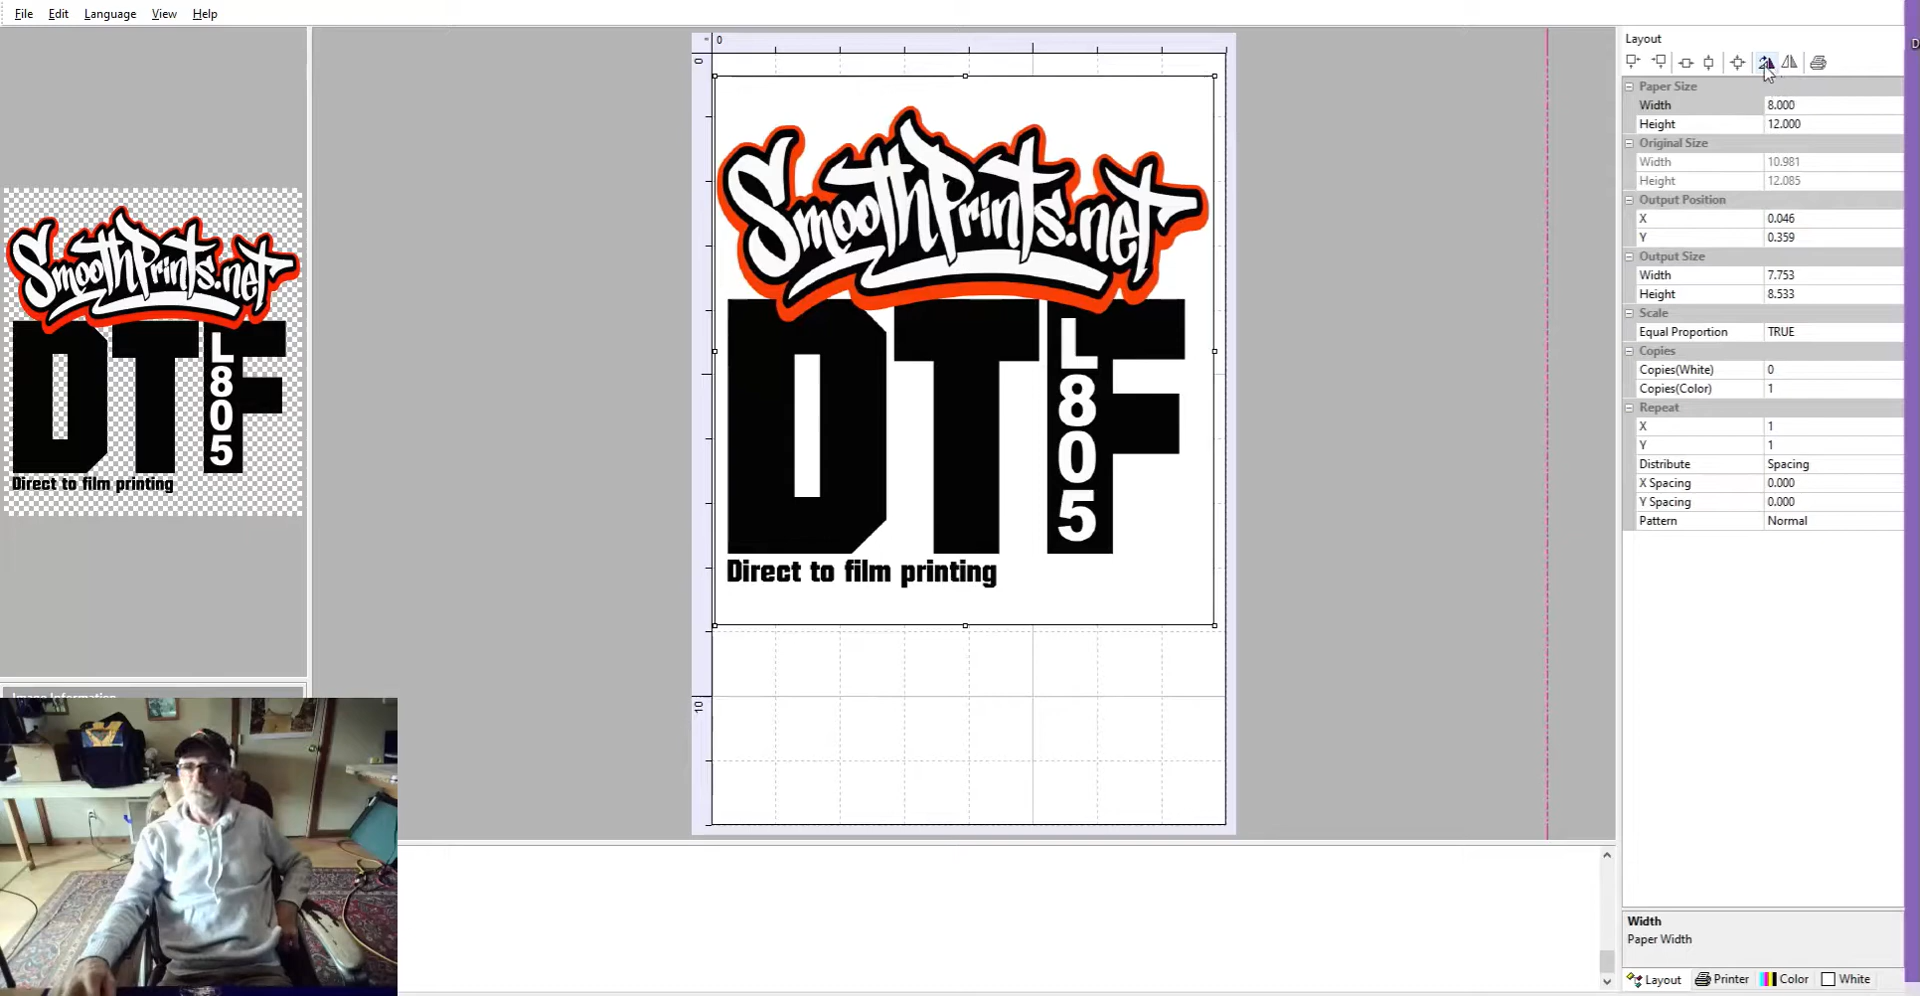 File Edit Language View Help
SmoothPrints.net
DTF
L805
Direct to film printing
Image Information
0
0
10
SmoothPrints.net
DTF
L805
Direct to film printing
D
Layout
Paper Size
Width 8.000
Height 12.000
Original Size
Width 10.981
Height 12.085
Output Position
X 0.046
Y 0.359
Output Size
Width 7.753
Height 8.533
Scale
Equal Proportion TRUE
Copies
Copies(White) 0
Copies(Color) 1
Repeat
X 1
Y 1
Distribute Spacing
X Spacing 0.000
Y Spacing 0.000
Pattern Normal
Width
Paper Width
Layout Printer Color White